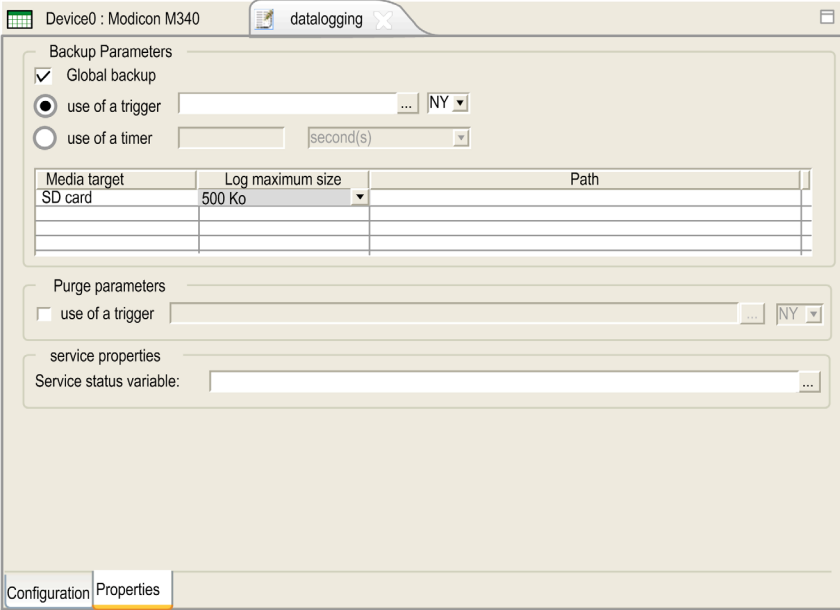 Device0 : Modicon M340
datalogging
Backup Parameters
Global backup
use of a trigger ... NY
use of a timer second(s)
Media target Log maximum size Path
SD card 500 Ko
Purge parameters
use of a trigger ... NY
service properties
Service status variable: ...
Configuration Properties